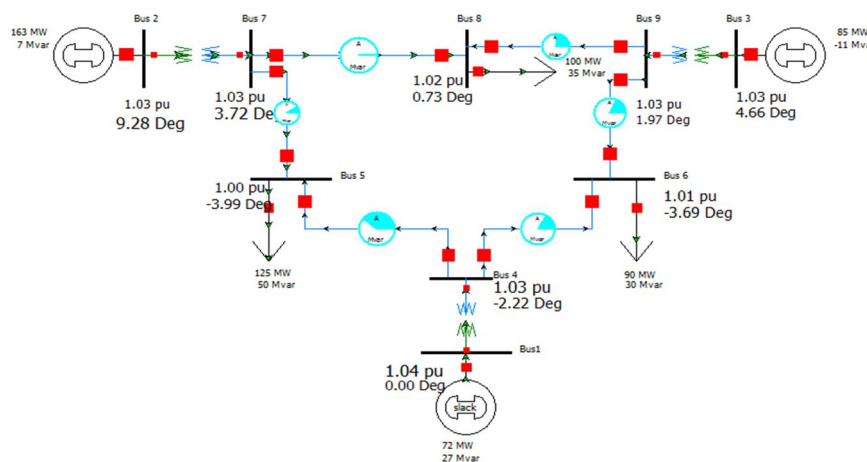 Bus 2
Bus 7
Bus 8
Bus 9
Bus 3
163 MW
7 Mvar
A
Mvar
A
100 MW
35 Mvar
85 MW
-11 Mvar
1.03 pu
9.28 Deg
1.03 pu
3.72 Deg
1.02 pu
0.73 Deg
1.03 pu
1.97 Deg
1.03 pu
4.66 Deg
A
A
Bus 5
Bus 6
1.00 pu
-3.99 Deg
1.01 pu
-3.69 Deg
A
Mvar
A
Mvar
125 MW
50 Mvar
90 MW
30 Mvar
Bus 4
1.03 pu
-2.22 Deg
Bus1
1.04 pu
0.00 Deg
slack
72 MW
27 Mvar